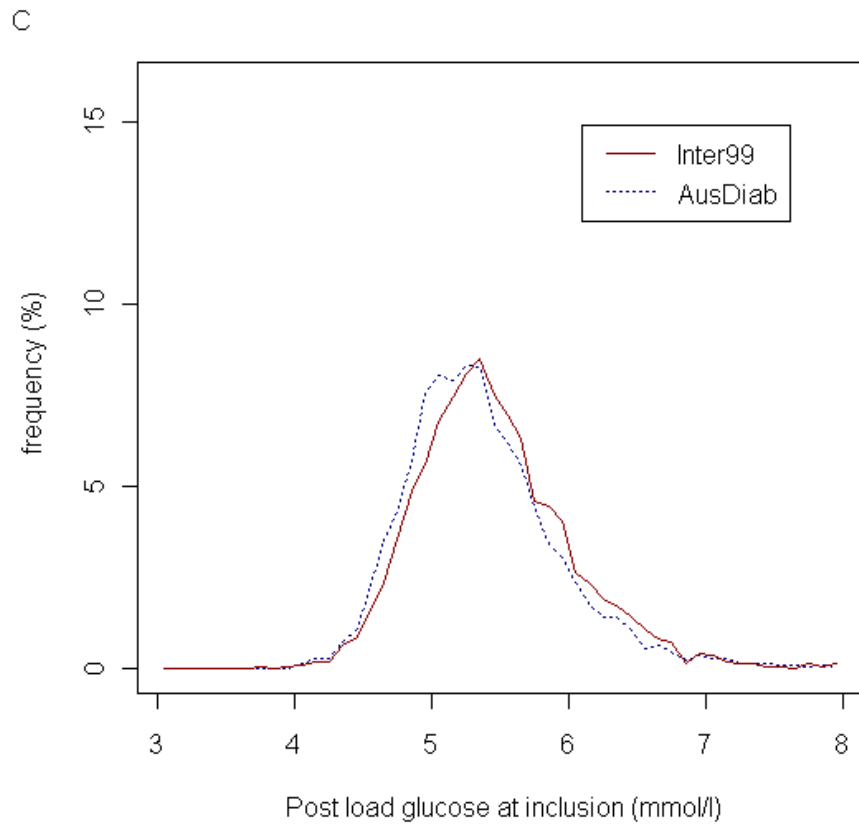 C
Inter99
AusDiab
frequency (%)
15
10
5
0
3 4 5 6 7 8
Post load glucose at inclusion (mmol/l)